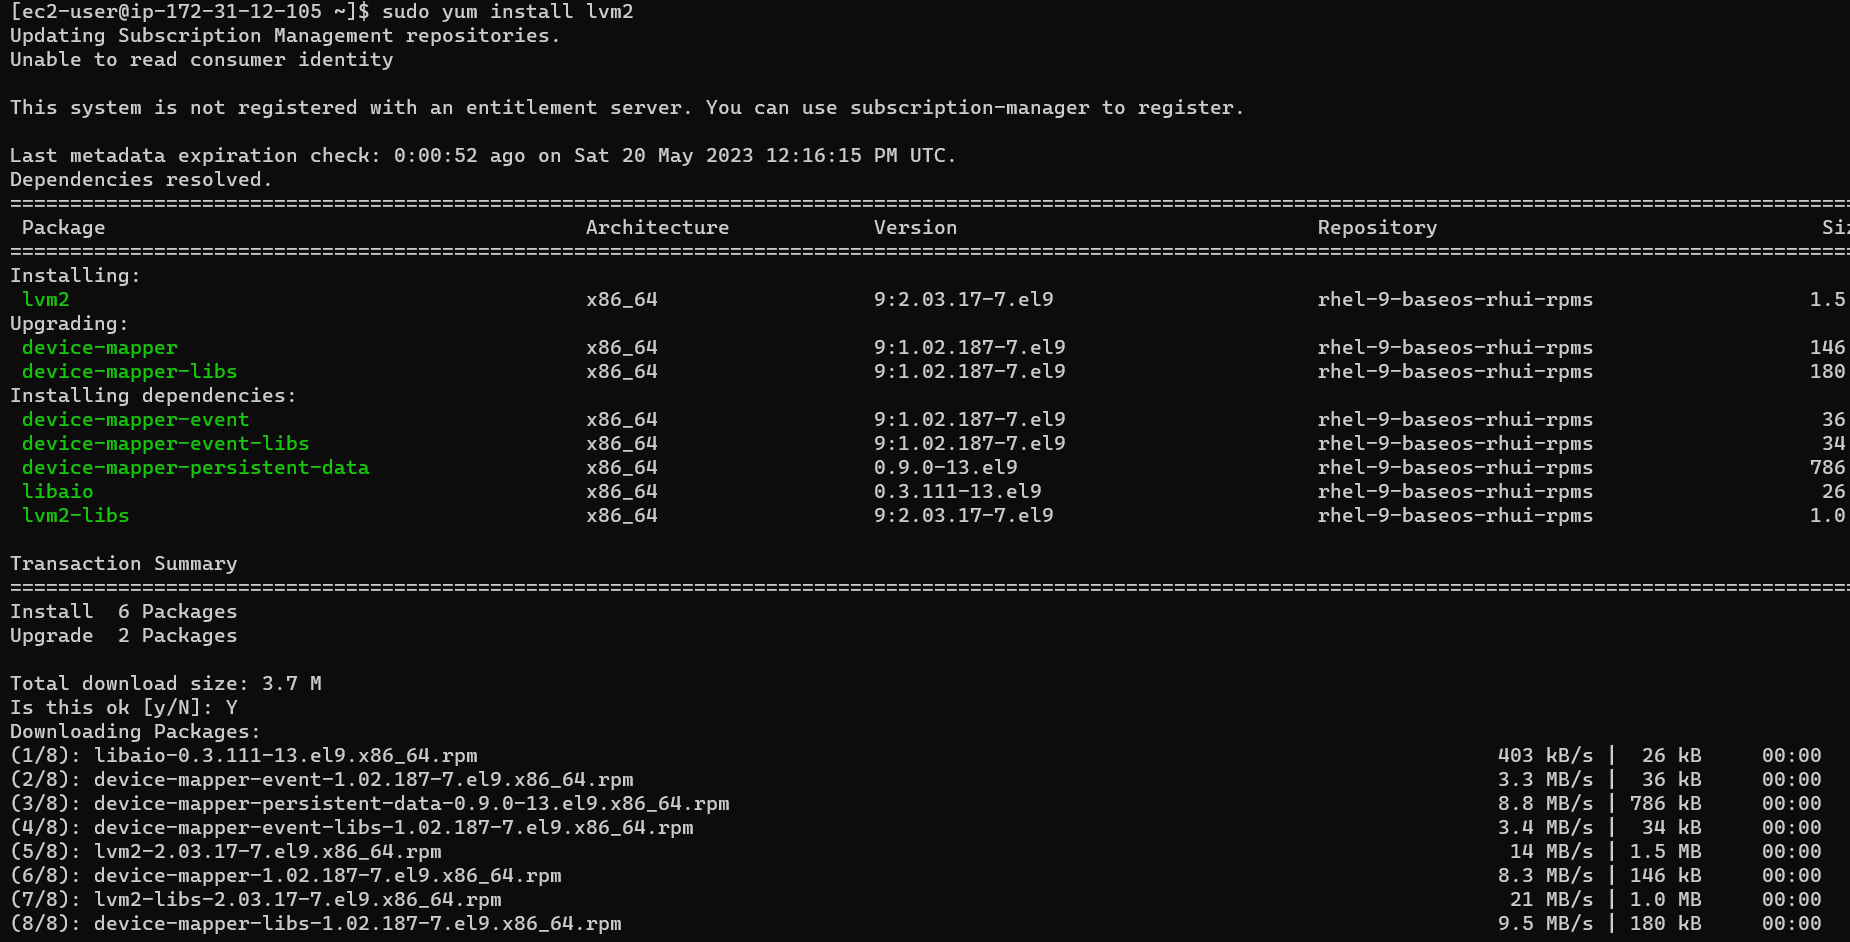 [ec2-user@ip-172-31-12-105 ~]$ sudo yum install lvm2
Updating Subscription Management repositories.
Unable to read consumer identity
This system is not registered with an entitlement server. You can use subscription-manager to register.
Last metadata expiration check: 0:00:52 ago on Sat 20 May 2023 12:16:15 PM UTC.
Dependencies resolved.
================================================================================
Package Architecture Version Repository Siz
================================================================================
Installing:
lvm2 x86_64 9:2.03.17-7.el9 rhel-9-baseos-rhui-rpms 1.5
Upgrading:
device-mapper x86_64 9:1.02.187-7.el9 rhel-9-baseos-rhui-rpms 146
device-mapper-libs x86_64 9:1.02.187-7.el9 rhel-9-baseos-rhui-rpms 180
Installing dependencies:
device-mapper-event x86_64 9:1.02.187-7.el9 rhel-9-baseos-rhui-rpms 36
device-mapper-event-libs x86_64 9:1.02.187-7.el9 rhel-9-baseos-rhui-rpms 34
device-mapper-persistent-data x86_64 0.9.0-13.el9 rhel-9-baseos-rhui-rpms 786
libaio x86_64 0.3.111-13.el9 rhel-9-baseos-rhui-rpms 26
lvm2-libs x86_64 9:2.03.17-7.el9 rhel-9-baseos-rhui-rpms 1.0
Transaction Summary
================================================================================
Install 6 Packages
Upgrade 2 Packages
Total download size: 3.7 M
Is this ok [y/N]: Y
Downloading Packages:
(1/8): libaio-0.3.111-13.el9.x86_64.rpm 403 kB/s | 26 kB 00:00
(2/8): device-mapper-event-1.02.187-7.el9.x86_64.rpm 3.3 MB/s | 36 kB 00:00
(3/8): device-mapper-persistent-data-0.9.0-13.el9.x86_64.rpm 8.8 MB/s | 786 kB 00:00
(4/8): device-mapper-event-libs-1.02.187-7.el9.x86_64.rpm 3.4 MB/s | 34 kB 00:00
(5/8): lvm2-2.03.17-7.el9.x86_64.rpm 14 MB/s | 1.5 MB 00:00
(6/8): device-mapper-1.02.187-7.el9.x86_64.rpm 8.3 MB/s | 146 kB 00:00
(7/8): lvm2-libs-2.03.17-7.el9.x86_64.rpm 21 MB/s | 1.0 MB 00:00
(8/8): device-mapper-libs-1.02.187-7.el9.x86_64.rpm 9.5 MB/s | 180 kB 00:00